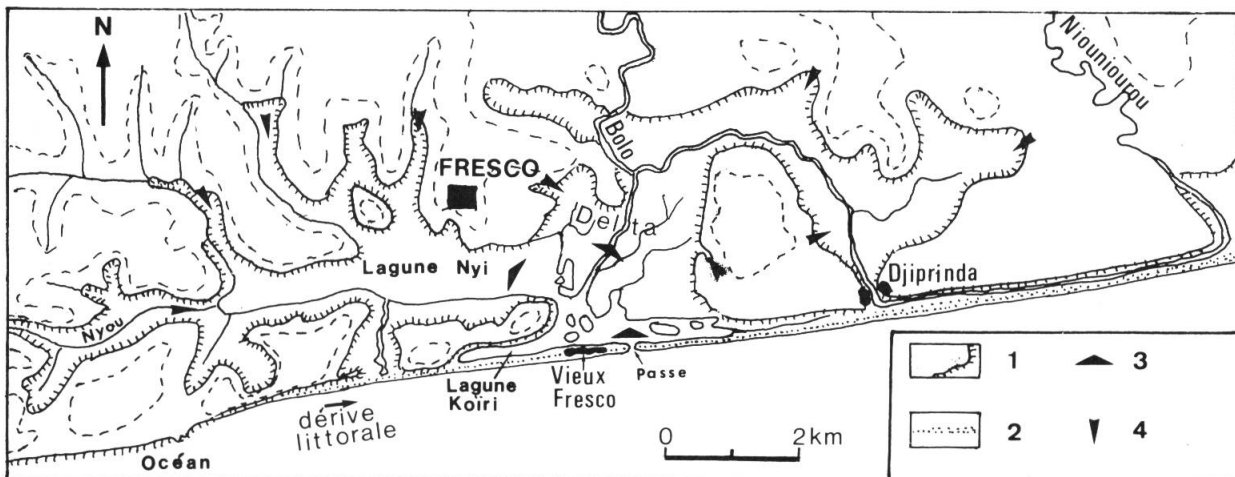 N
Niouniourou
Bolo
FRESCO
Delta
Lagune Nyi
Djiprinda
Nyou
Lagune
Koïri
Vieux
Fresco
Passe
dérive
littorale
Océan
0 2km
1
2
3
4